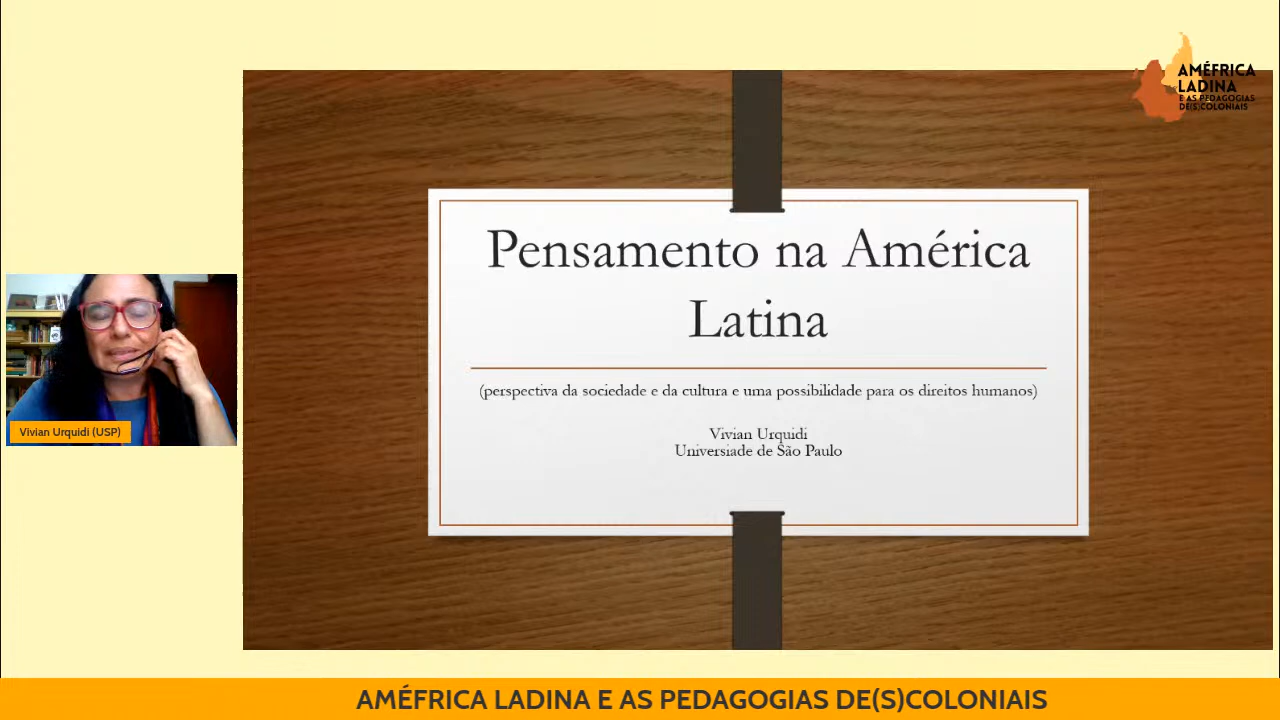 AMÉFRICA
LADINA
E AS PEDAGOGIAS
DE(S)COLONIAIS
Pensamento na América
Latina
(perspectiva da sociedade e da cultura e uma possibilidade para os direitos humanos)
Vivian Urquidi
Universiade de São Paulo
Vivian Urquidi (USP)
AMÉFRICA LADINA E AS PEDAGOGIAS DE(S)COLONIAIS